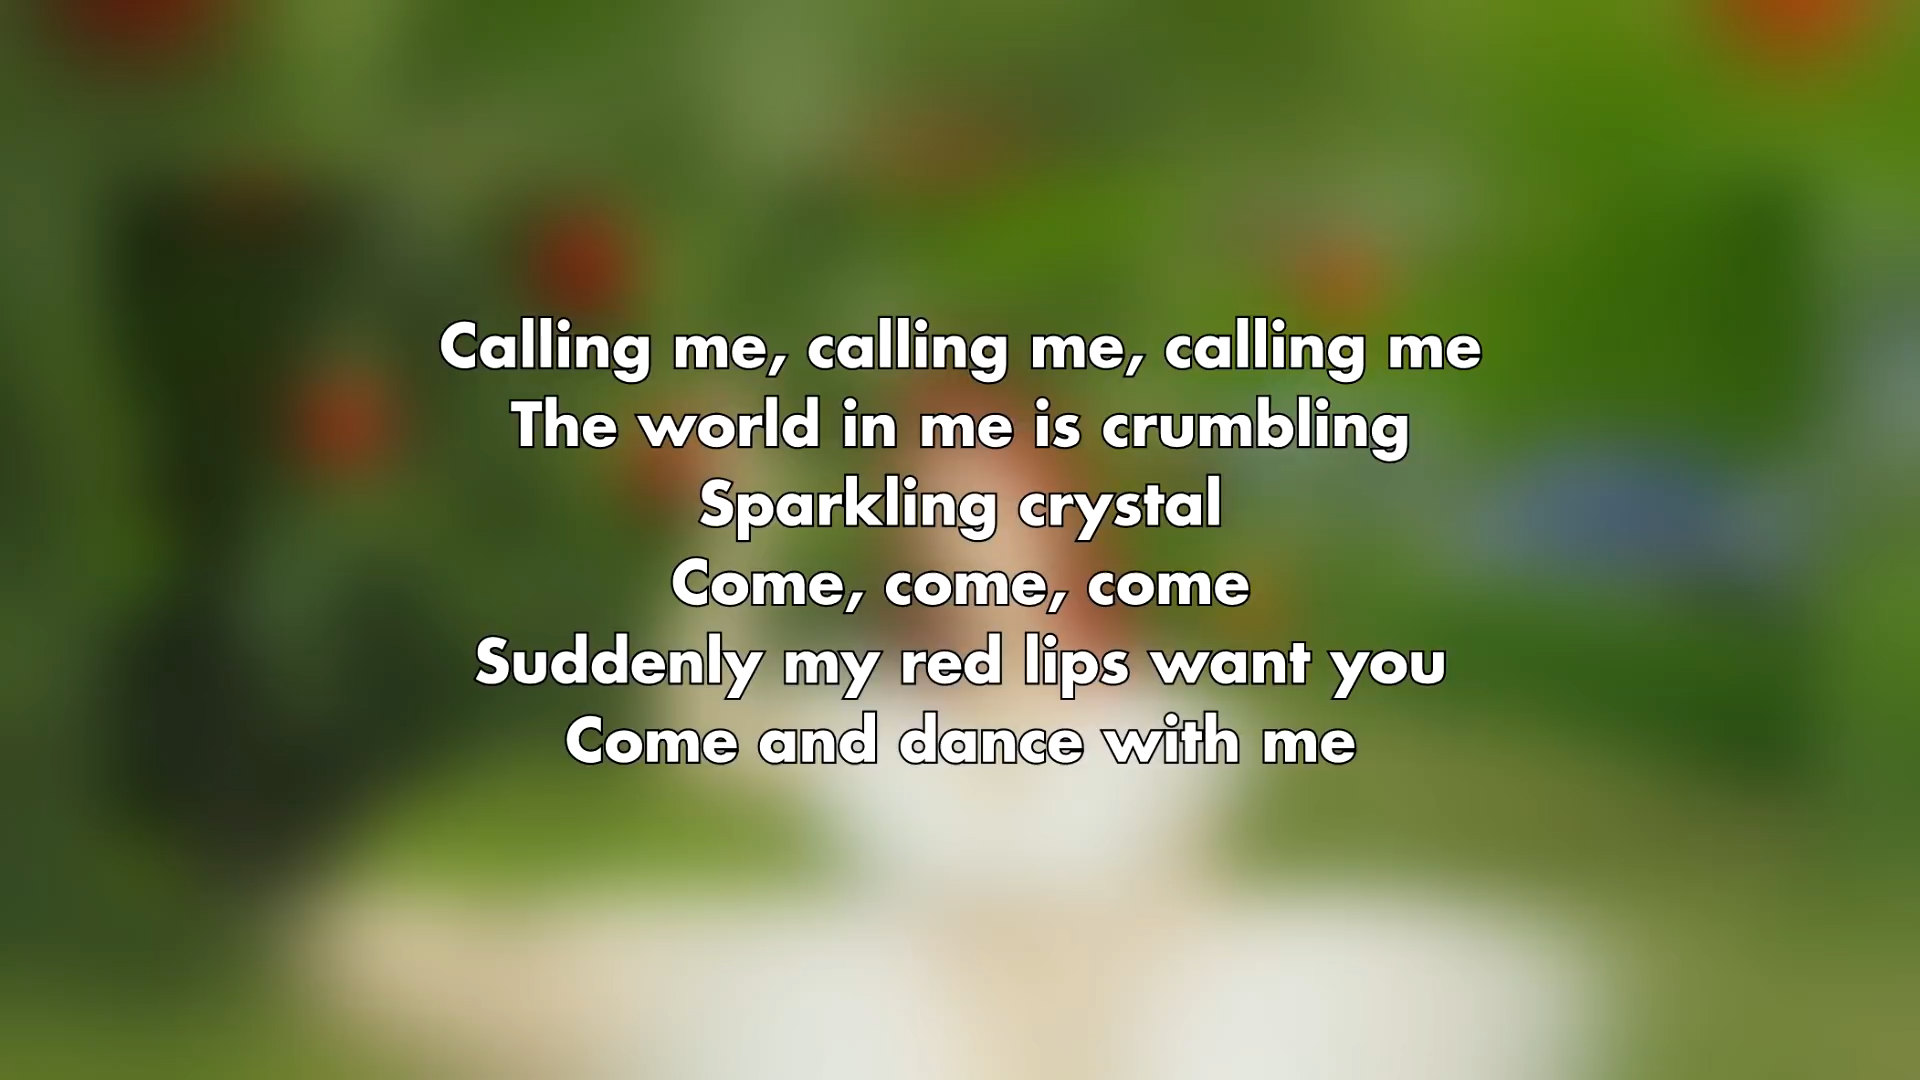 Calling me, calling me, calling me
The world in me is crumbling
Sparkling crystal
Come, come, come
Suddenly my red lips want you
Come and dance with me